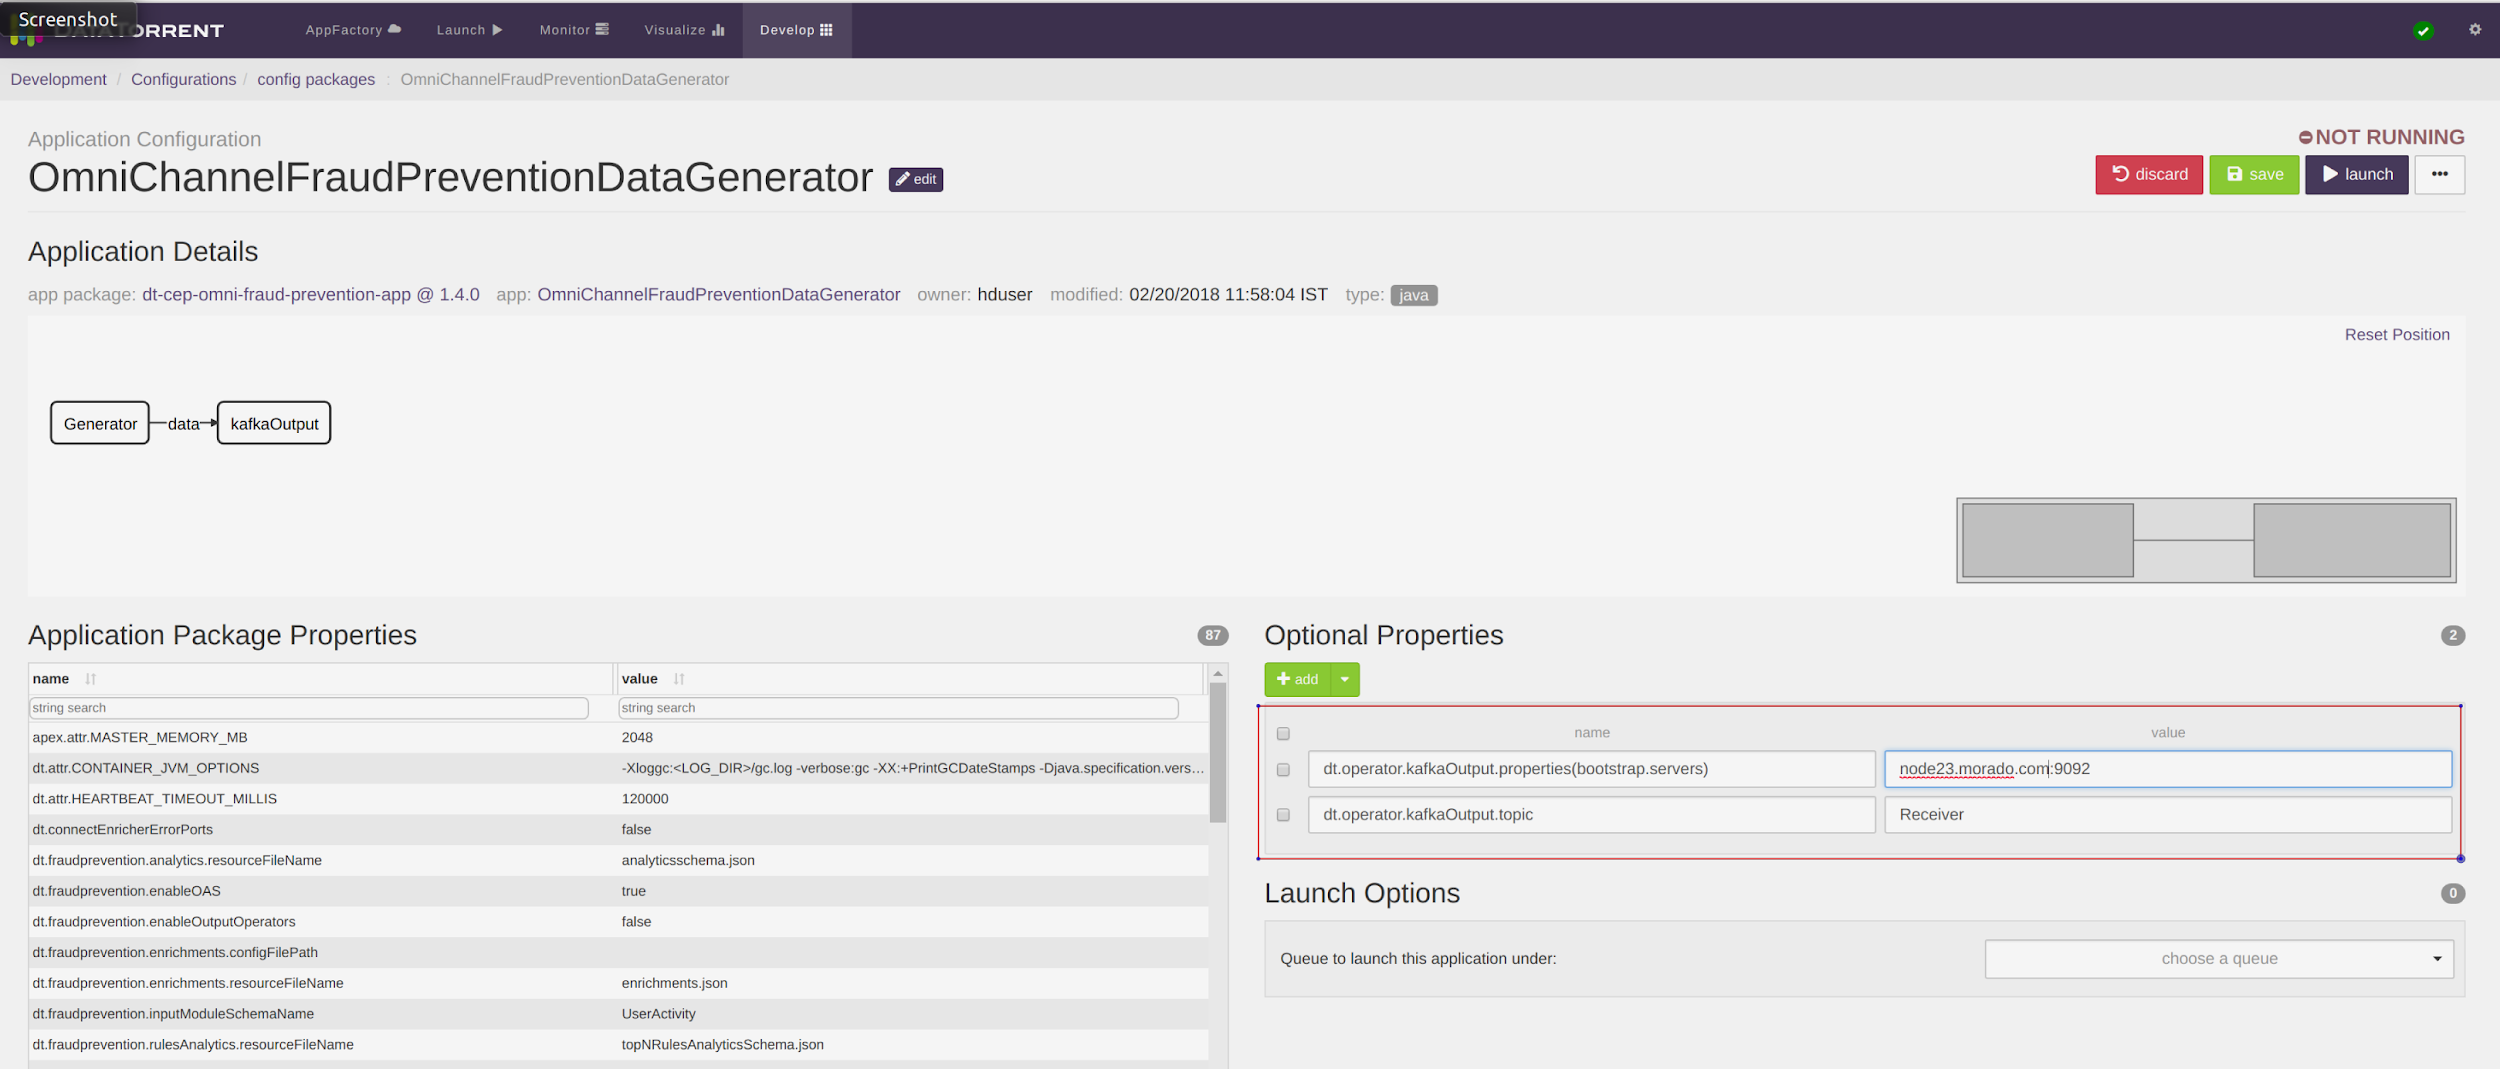 Screenshot
DATATORRENT
AppFactory Launch Monitor Visualize Develop
Development / Configurations / config packages : OmniChannelFraudPreventionDataGenerator
Application Configuration
NOT RUNNING
OmniChannelFraudPreventionDataGenerator edit
discard save launch •••
Application Details
app package: dt-cep-omni-fraud-prevention-app @ 1.4.0 app: OmniChannelFraudPreventionDataGenerator owner: hduser modified: 02/20/2018 11:58:04 IST type: java
Reset Position
Generator data kafkaOutput
Application Package Properties 87
name value
string search string search
apex.attr.MASTER_MEMORY_MB 2048
dt.attr.CONTAINER_JVM_OPTIONS -Xloggc:<LOG_DIR>/gc.log -verbose:gc -XX:+PrintGCDateStamps -Djava.specification.vers...
dt.attr.HEARTBEAT_TIMEOUT_MILLIS 120000
dt.connectEnricherErrorPorts false
dt.fraudprevention.analytics.resourceFileName analyticsschema.json
dt.fraudprevention.enableOAS true
dt.fraudprevention.enableOutputOperators false
dt.fraudprevention.enrichments.configFilePath
dt.fraudprevention.enrichments.resourceFileName enrichments.json
dt.fraudprevention.inputModuleSchemaName UserActivity
dt.fraudprevention.rulesAnalytics.resourceFileName topNRulesAnalyticsSchema.json
Optional Properties 2
add
name value
dt.operator.kafkaOutput.properties(bootstrap.servers) node23.morado.com:9092
dt.operator.kafkaOutput.topic Receiver
Launch Options 0
Queue to launch this application under: choose a queue